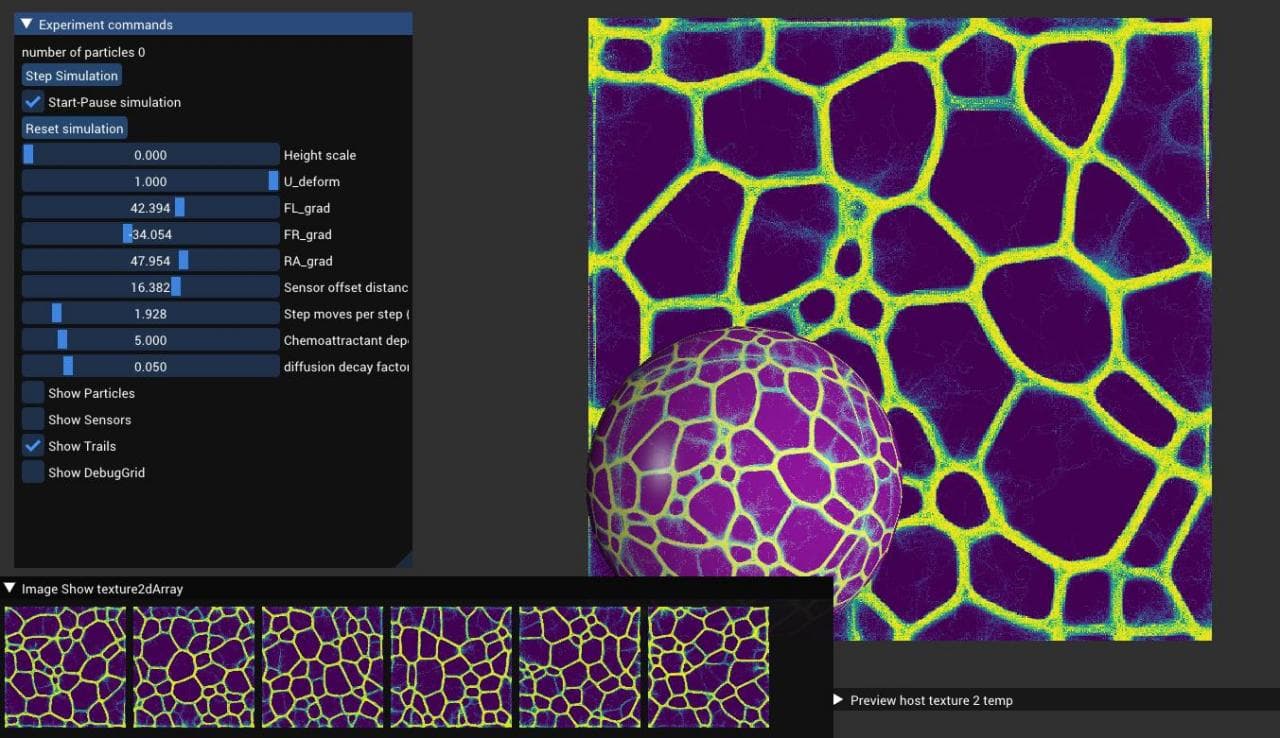 Experiment commands
number of particles 0
Step Simulation
Start-Pause simulation
Reset simulation
0.000 Height scale
1.000 U_deform
42.394 FL_grad
-34.054 FR_grad
47.954 RA_grad
16.382 Sensor offset distanc
1.928 Step moves per step (
5.000 Chemoattractant dep
0.050 diffusion decay facto
Show Particles
Show Sensors
Show Trails
Show DebugGrid
Image Show texture2dArray
Preview host texture 2 temp